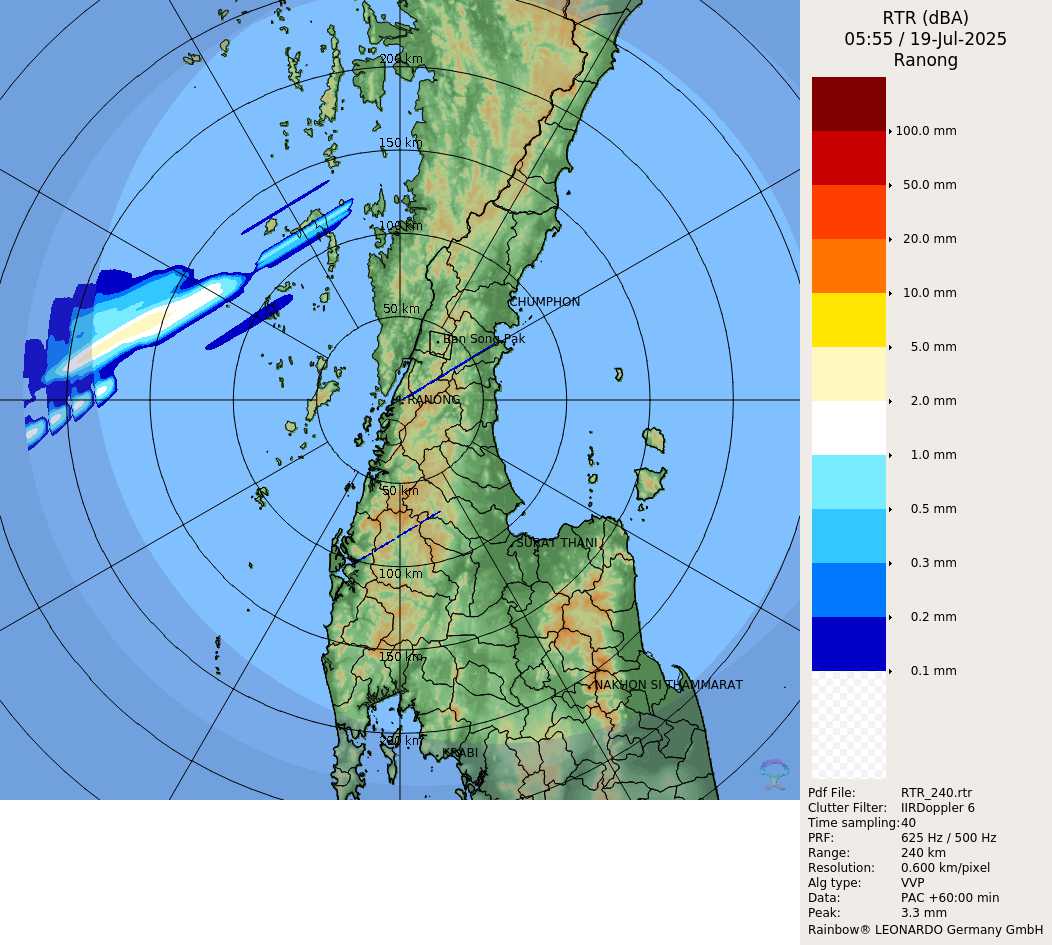 RTR (dBA)
05:55 / 19-Jul-2025
Ranong
100.0 mm
50.0 mm
20.0 mm
10.0 mm
5.0 mm
2.0 mm
1.0 mm
0.5 mm
0.3 mm
0.2 mm
0.1 mm
200 km
150 km
100 km
50 km
CHUMPHON
Ban Song Pak
RANONG
50 km
SURAT THANI
100 km
150 km
NAKHON SI THAMMARAT
200 km
KRABI
Pdf File: RTR_240.rtr
Clutter Filter: IIRDoppler 6
Time sampling: 40
PRF: 625 Hz / 500 Hz
Range: 240 km
Resolution: 0.600 km/pixel
Alg type: VVP
Data: PAC +60:00 min
Peak: 3.3 mm
Rainbow® LEONARDO Germany GmbH